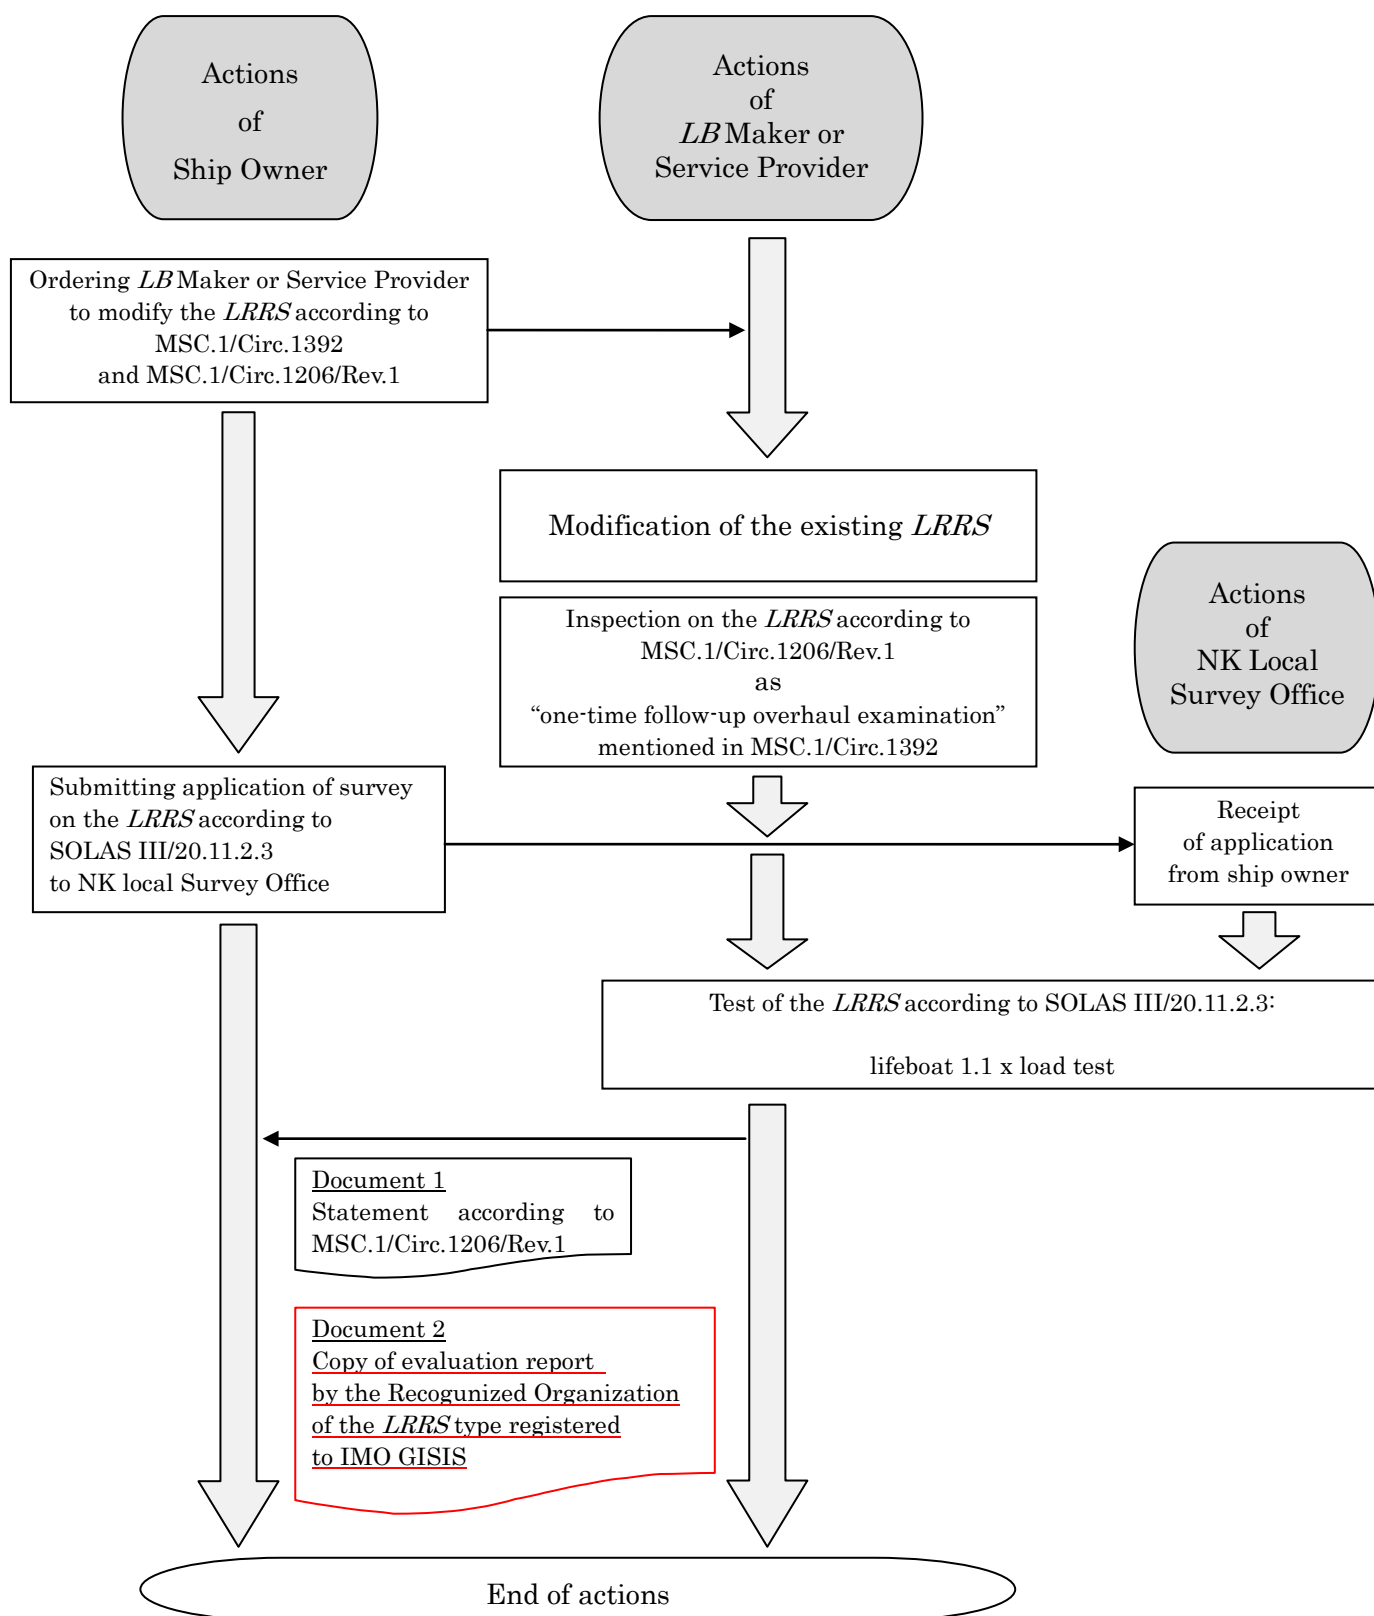 Actions
of
Ship Owner
Actions
of
LB Maker or
Service Provider
Ordering LB Maker or Service Provider
to modify the LRRS according to
MSC.1/Circ.1392
and MSC.1/Circ.1206/Rev.1
Modification of the existing LRRS
Inspection on the LRRS according to
MSC.1/Circ.1206/Rev.1
as
“one-time follow-up overhaul examination”
mentioned in MSC.1/Circ.1392
Actions
of
NK Local
Survey Office
Submitting application of survey
on the LRRS according to
SOLAS III/20.11.2.3
to NK local Survey Office
Receipt
of application
from ship owner
Test of the LRRS according to SOLAS III/20.11.2.3:
lifeboat 1.1 x load test
Document 1
Statement according to
MSC.1/Circ.1206/Rev.1
Document 2
Copy of evaluation report
by the Recogunized Organization
of the LRRS type registered
to IMO GISIS
End of actions